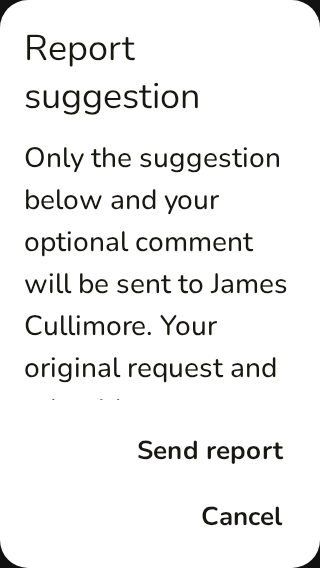 Report
suggestion
Only the suggestion
below and your
optional comment
will be sent to James
Cullimore. Your
original request and
Send report
Cancel